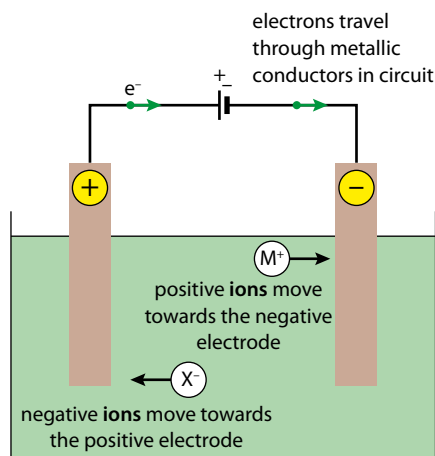 electrons travel
through metallic
conductors in circuit
e⁻
+
−
+
−
M⁺
positive ions move
towards the negative
electrode
X⁻
negative ions move towards
the positive electrode